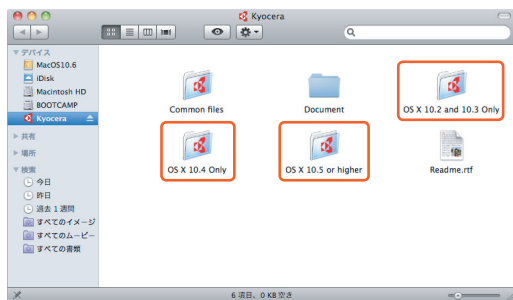 Kyocera
デバイス
MacOS10.6
iDisk
Macintosh HD
BOOTCAMP
Kyocera
共有
場所
検索
今日
昨日
過去 1 週間
すべてのイメージ
すべてのムービー
すべての書類
Common files
Document
OS X 10.2 and 10.3 Only
OS X 10.4 Only
OS X 10.5 or higher
Readme.rtf
6 項目、0 KB 空き